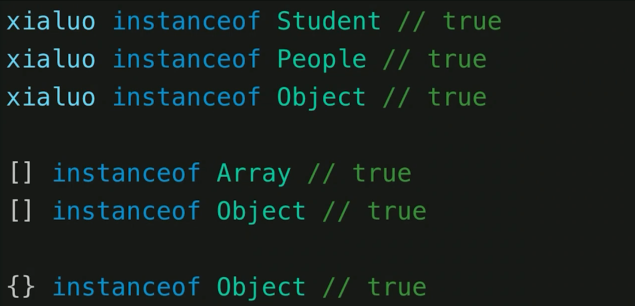 xialuo instanceof Student // true
xialuo instanceof People // true
xialuo instanceof Object // true
[] instanceof Array // true
[] instanceof Object // true
{} instanceof Object // true